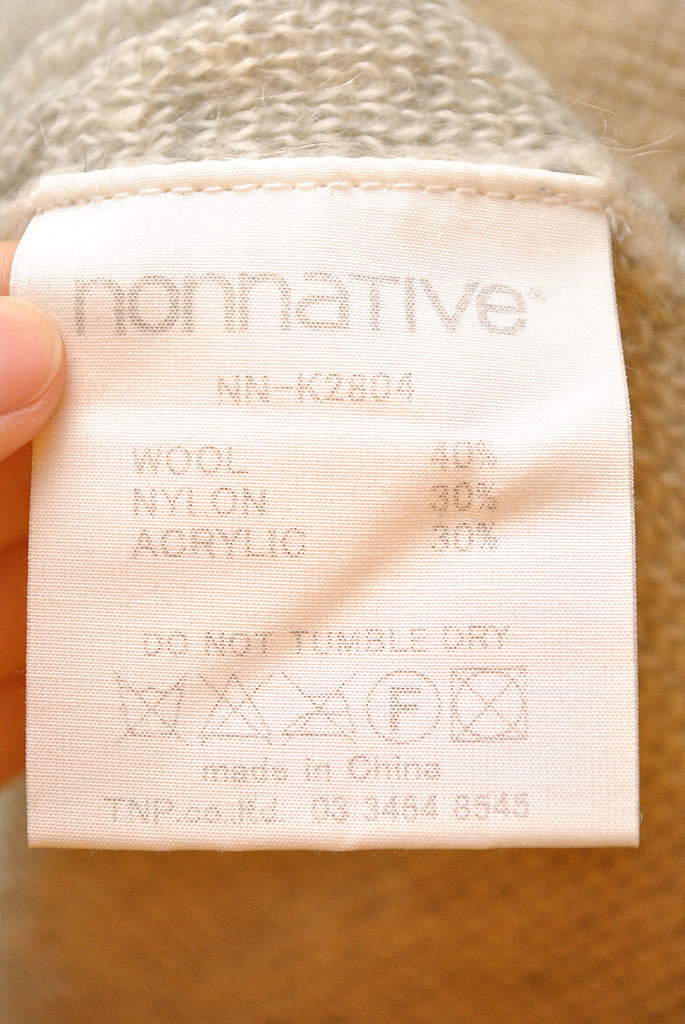 nonnaTIVe®
NN-K2804
WOOL 40%
NYLON 30%
ACRYLIC 30%
DO NOT TUMBLE DRY
F
made in China
TNP.co.,ltd. 03 3464 8545